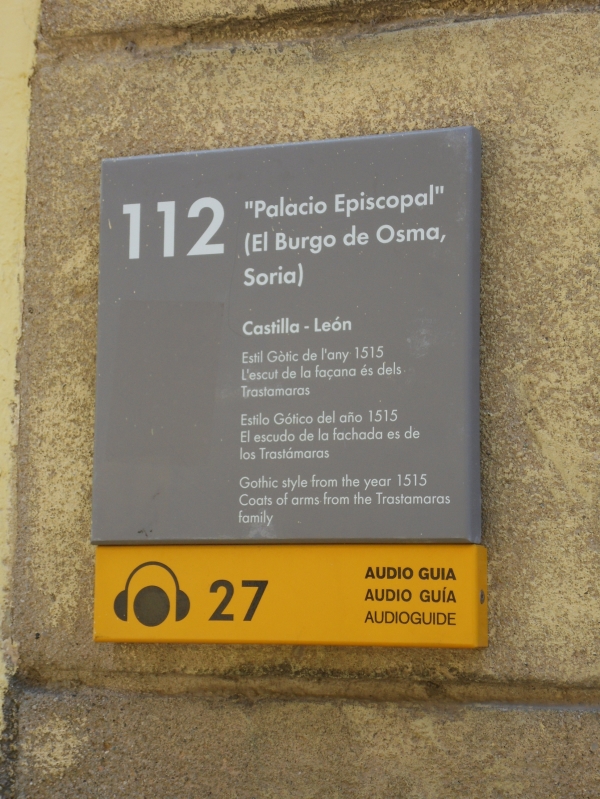 112
"Palacio Episcopal"
(El Burgo de Osma,
Soria)
Castilla - León
Estil Gòtic de l'any 1515
L'escut de la façana és dels
Trastamaras
Estilo Gótico del año 1515
El escudo de la fachada es de
los Trastámaras
Gothic style from the year 1515
Coats of arms from the Trastamaras
family
27
AUDIO GUIA
AUDIO GUÍA
AUDIOGUIDE